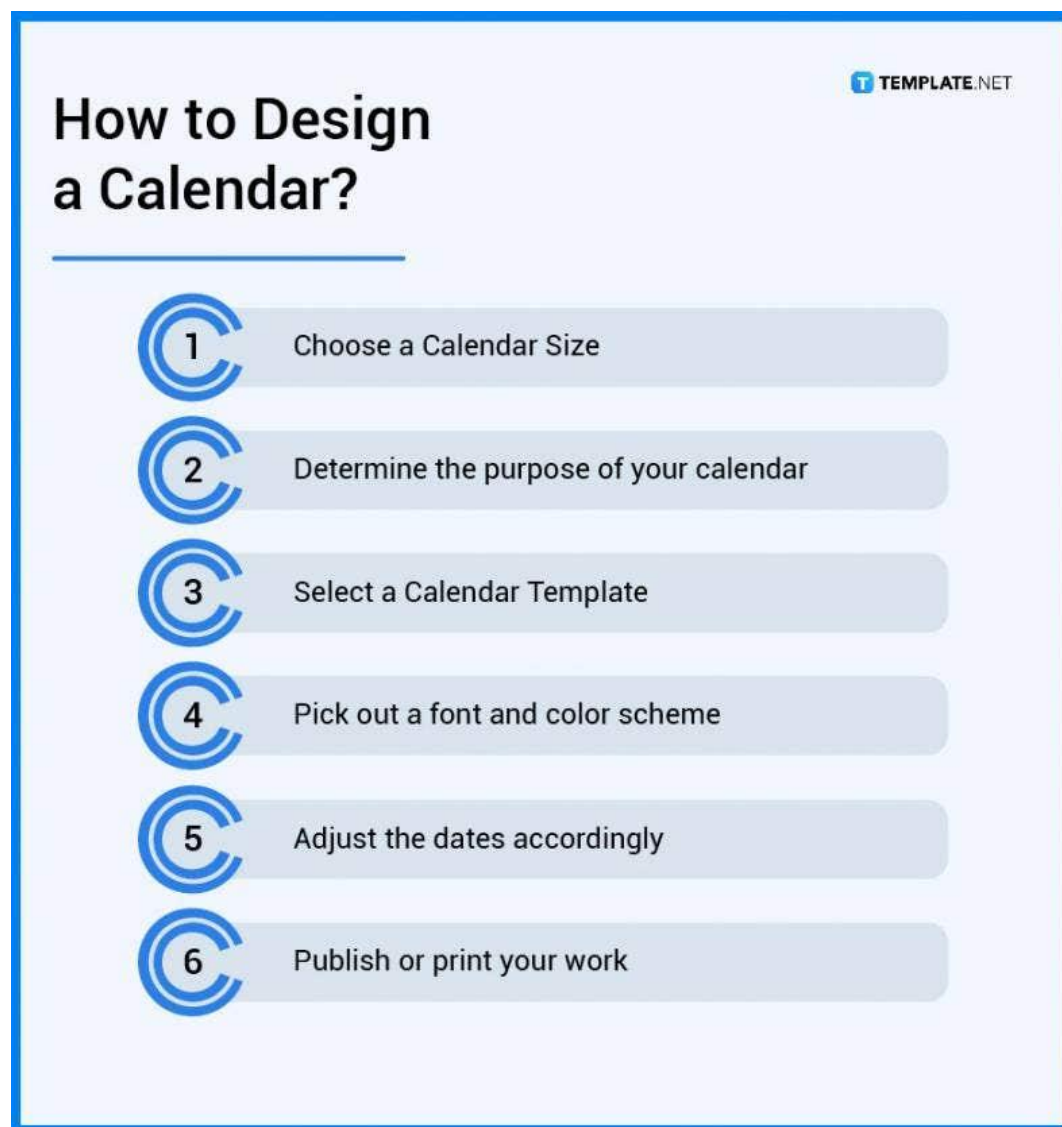 TEMPLATE.NET
How to Design
a Calendar?
1 Choose a Calendar Size
2 Determine the purpose of your calendar
3 Select a Calendar Template
4 Pick out a font and color scheme
5 Adjust the dates accordingly
6 Publish or print your work